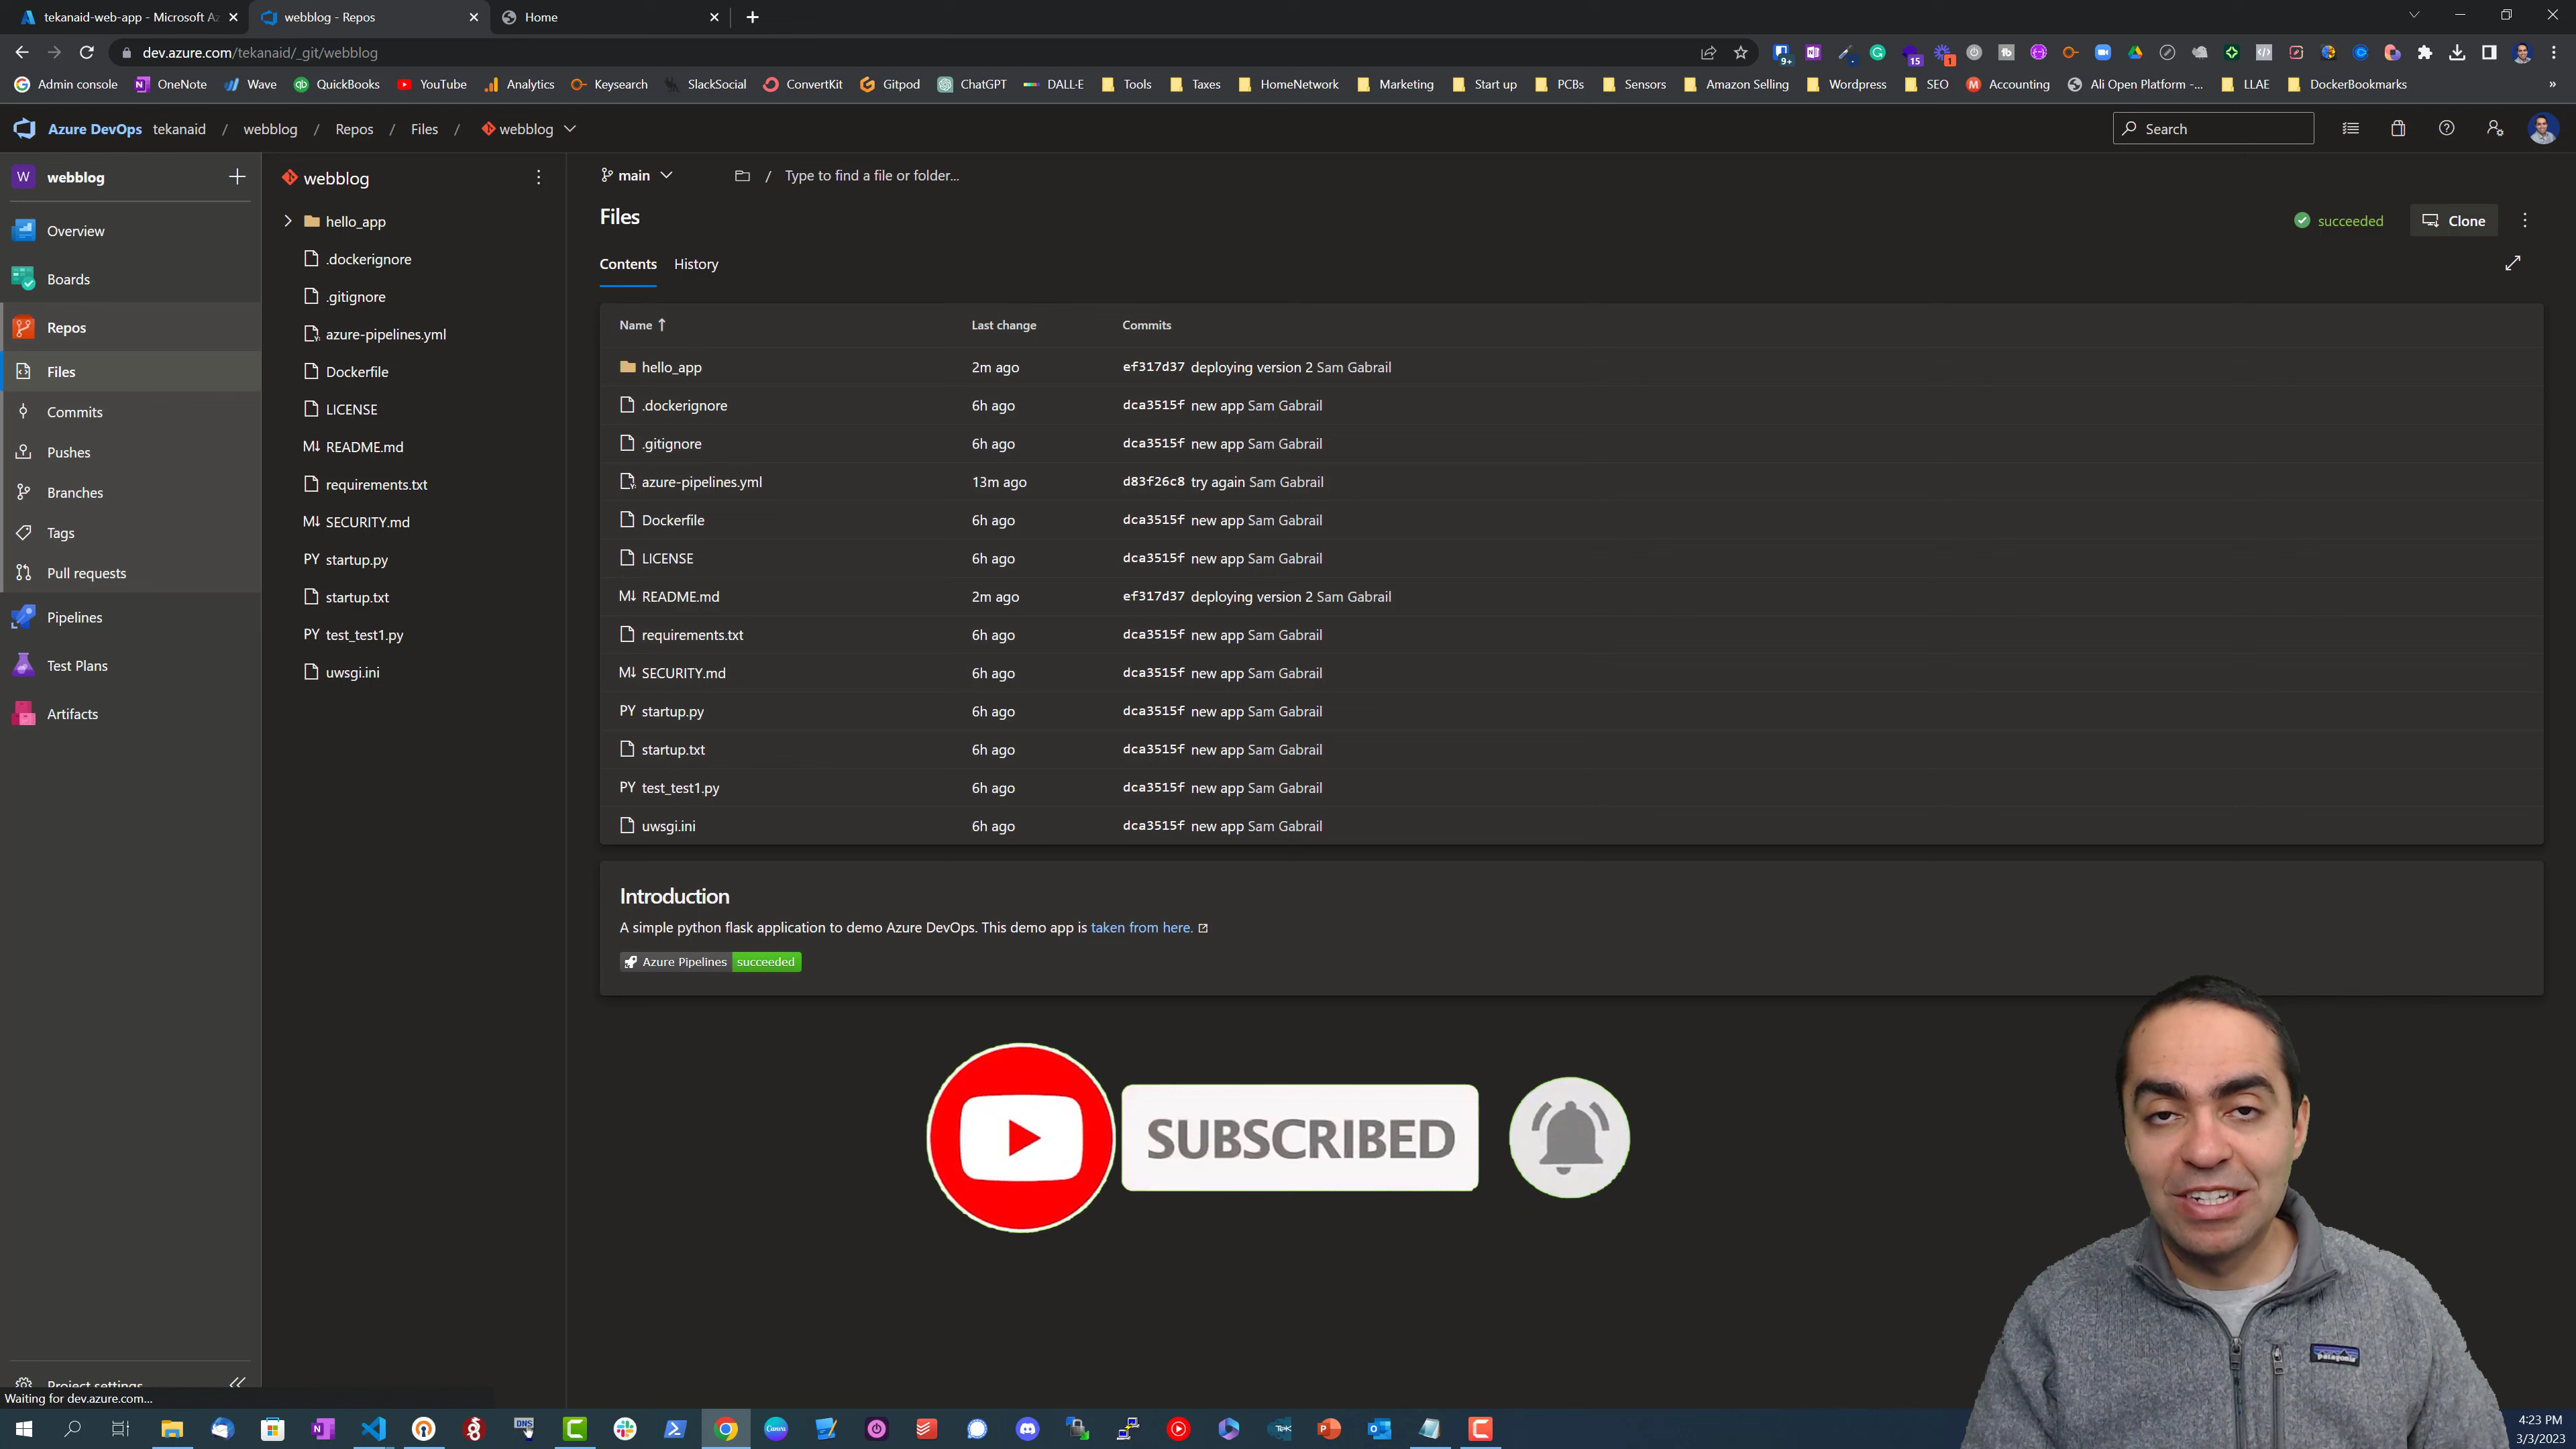 tekanaid-web-app - Microsoft Az
webblog - Repos
Home
dev.azure.com/tekanaid/_git/webblog
9+
15
1
Admin console
OneNote
Wave
QuickBooks
YouTube
Analytics
Keysearch
SlackSocial
ConvertKit
Gitpod
ChatGPT
DALL·E
Tools
Taxes
HomeNetwork
Marketing
Start up
PCBs
Sensors
Amazon Selling
Wordpress
SEO
Accounting
Ali Open Platform -...
LLAE
DockerBookmarks
»
Azure DevOps tekanaid / webblog / Repos / Files / webblog
Search
W webblog
Overview
Boards
Repos
Files
Commits
Pushes
Branches
Tags
Pull requests
Pipelines
Test Plans
Artifacts
Project settings
Waiting for dev.azure.com...
webblog
hello_app
.dockerignore
.gitignore
azure-pipelines.yml
Dockerfile
LICENSE
M↓ README.md
requirements.txt
M↓ SECURITY.md
PY startup.py
startup.txt
PY test_test1.py
uwsgi.ini
main
/ Type to find a file or folder...
Files
succeeded
Clone
Contents History
Name ↑ Last change Commits
hello_app 2m ago ef317d37 deploying version 2 Sam Gabrail
.dockerignore 6h ago dca3515f new app Sam Gabrail
.gitignore 6h ago dca3515f new app Sam Gabrail
azure-pipelines.yml 13m ago d83f26c8 try again Sam Gabrail
Dockerfile 6h ago dca3515f new app Sam Gabrail
LICENSE 6h ago dca3515f new app Sam Gabrail
M↓ README.md 2m ago ef317d37 deploying version 2 Sam Gabrail
requirements.txt 6h ago dca3515f new app Sam Gabrail
M↓ SECURITY.md 6h ago dca3515f new app Sam Gabrail
PY startup.py 6h ago dca3515f new app Sam Gabrail
startup.txt 6h ago dca3515f new app Sam Gabrail
PY test_test1.py 6h ago dca3515f new app Sam Gabrail
uwsgi.ini 6h ago dca3515f new app Sam Gabrail
Introduction
A simple python flask application to demo Azure DevOps. This demo app is taken from here.
Azure Pipelines succeeded
SUBSCRIBED
patagonia
DNS
Canva
4:23 PM
3/3/2023